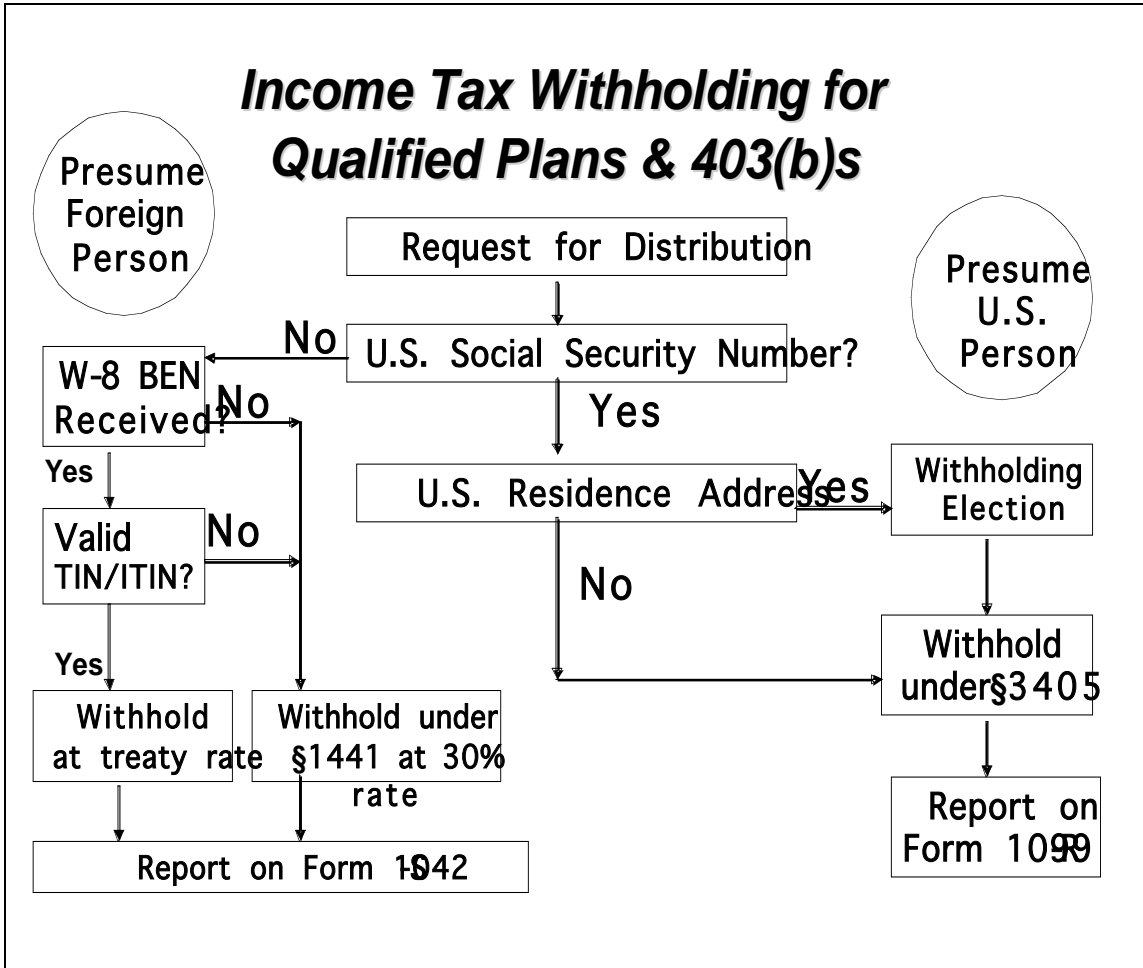 Income Tax Withholding for
Qualified Plans & 403(b)s
Presume
Foreign
Person
Request for Distribution
Presume
U.S.
Person
No
U.S. Social Security Number?
W-8 BEN
Received?
No
Yes
Yes
U.S. Residence Address
Yes
Withholding
Election
Valid
TIN/ITIN?
No
No
Withhold
under§3405
Yes
Withhold
at treaty rate
Withhold under
§1441 at 30%
rate
Report on
Form 1099-R
Report on Form 1042-S